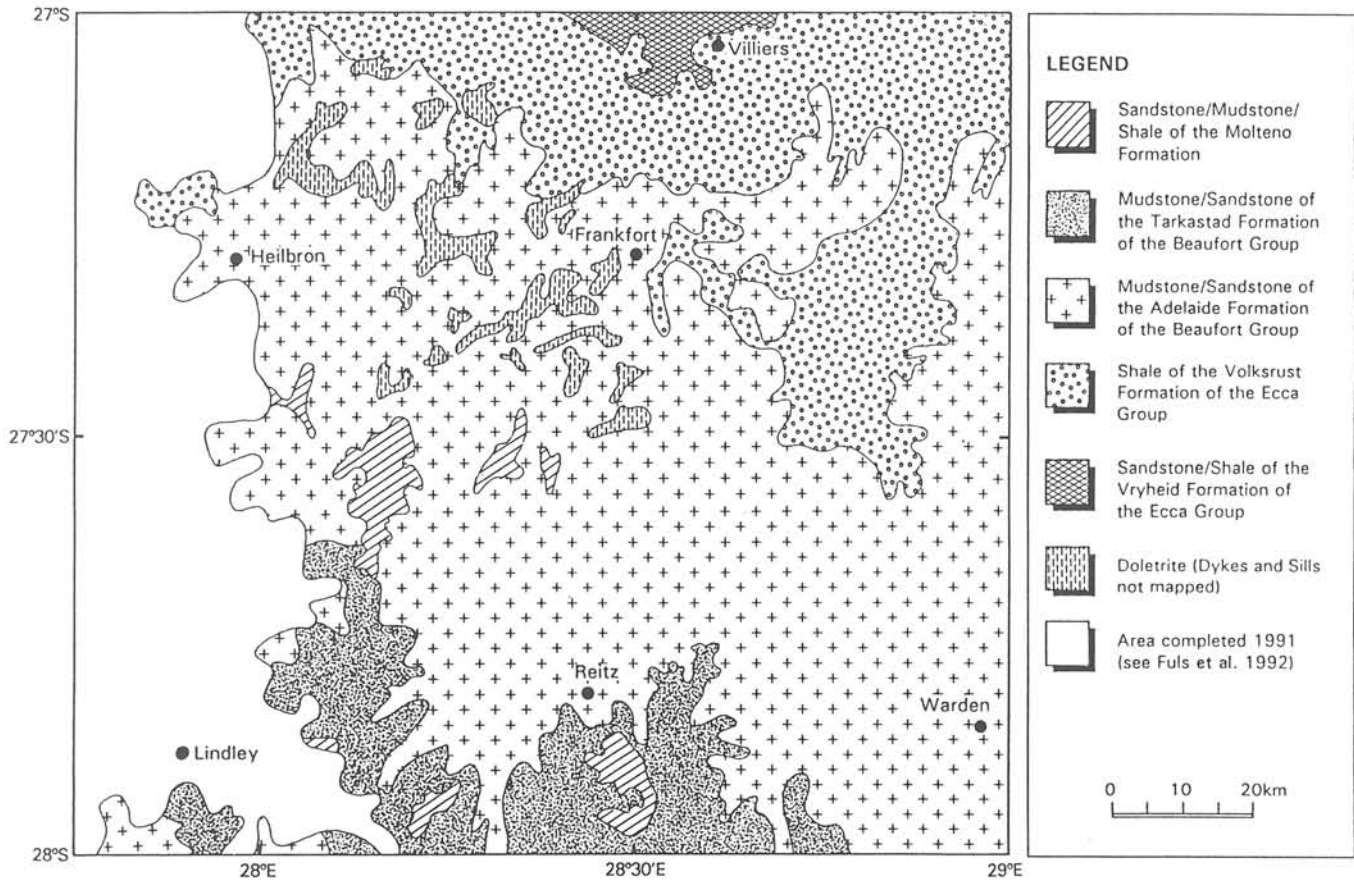 27°S
Villiers
Heilbron
Frankfort
27°30'S
Reitz
Warden
Lindley
28°S
28°E
28°30'E
29°E
LEGEND
Sandstone/Mudstone/
Shale of the Molteno
Formation
Mudstone/Sandstone of
the Tarkastad Formation
of the Beaufort Group
Mudstone/Sandstone of
the Adelaide Formation
of the Beaufort Group
Shale of the Volksrust
Formation of the Ecca
Group
Sandstone/Shale of the
Vryheid Formation of
the Ecca Group
Doletrite (Dykes and Sills
not mapped)
Area completed 1991
(see Fuls et al. 1992)
0 10 20km